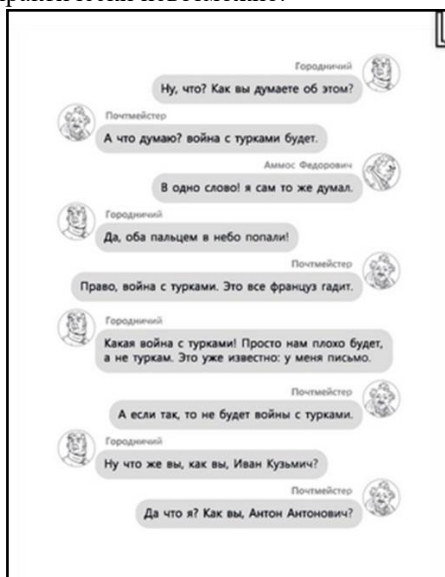 Городничий
Ну, что? Как вы думаете об этом?
Почтмейстер
А что думаю? война с турками будет.
Аммос Федорович
В одно слово! я сам то же думал.
Городничий
Да, оба пальцем в небо попали!
Почтмейстер
Право, война с турками. Это все француз гадит.
Городничий
Какая война с турками! Просто нам плохо будет,
а не туркам. Это уже известно: у меня письмо.
Почтмейстер
А если так, то не будет войны с турками.
Городничий
Ну что же вы, как вы, Иван Кузьмич?
Почтмейстер
Да что я? Как вы, Антон Антонович?